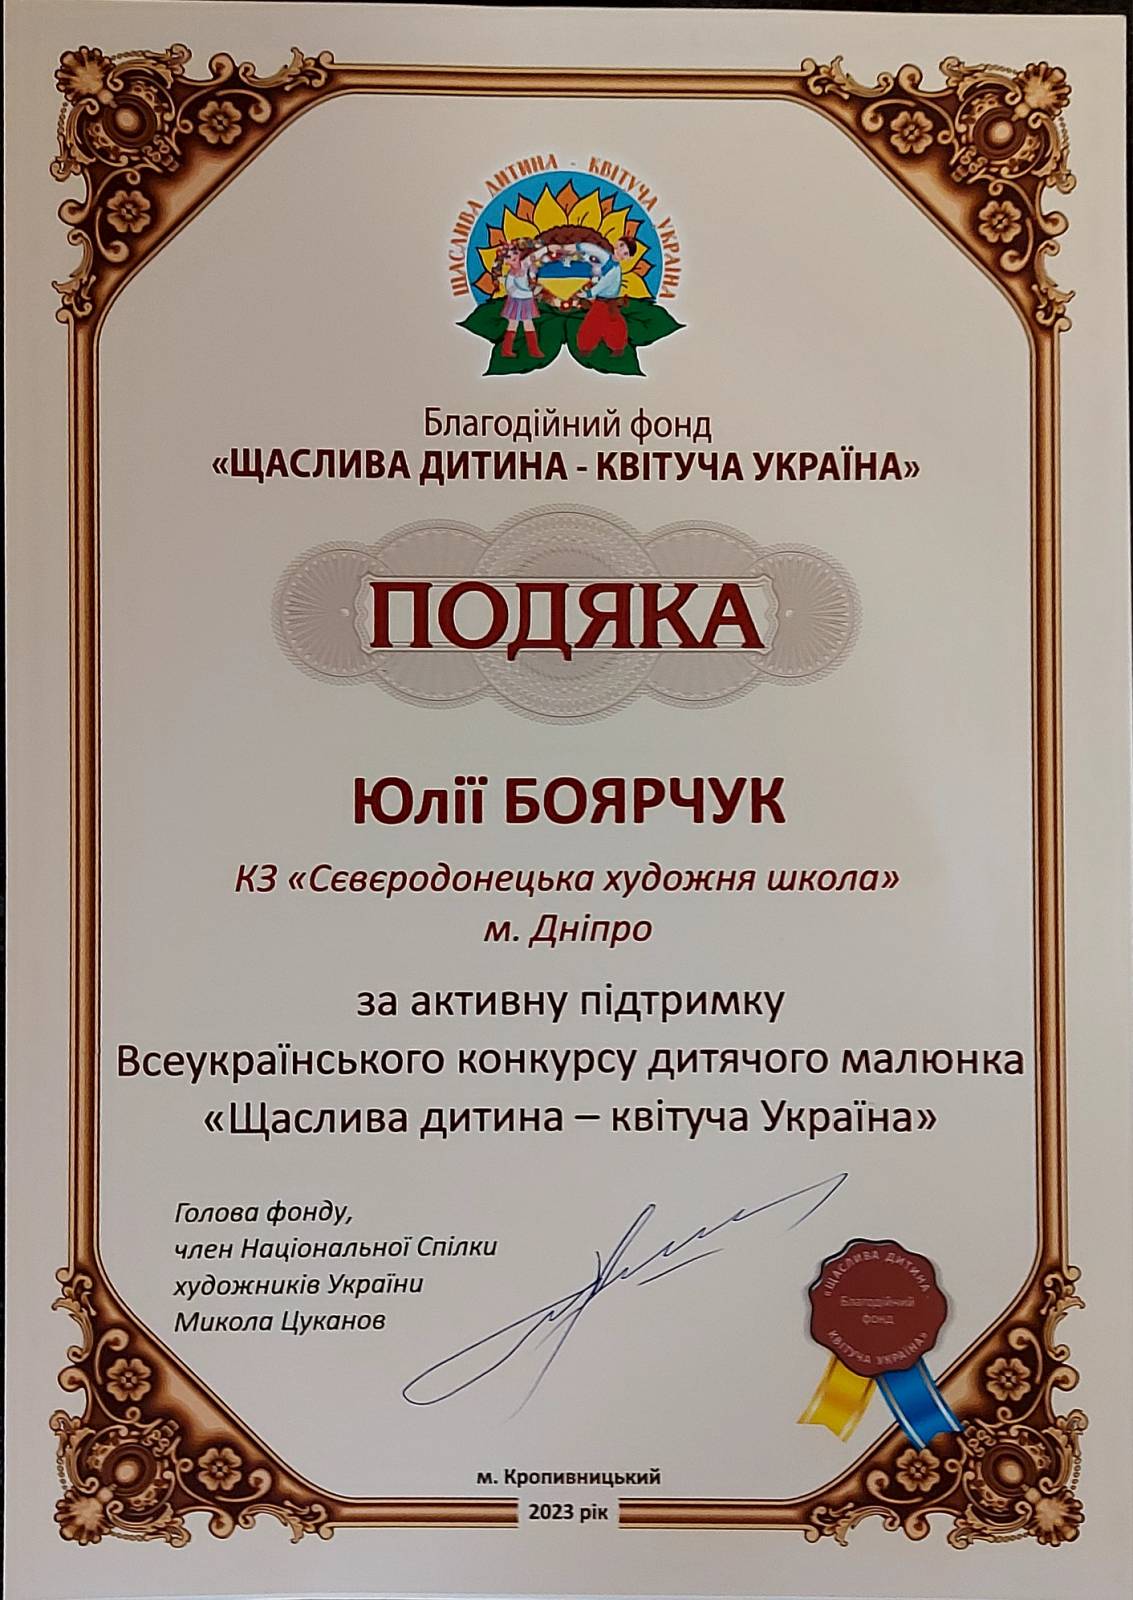 ЩАСЛИВА ДИТИНА - КВІТУЧА УКРАЇНА
Благодійний фонд
«ЩАСЛИВА ДИТИНА - КВІТУЧА УКРАЇНА»
ПОДЯКА
Юлії БОЯРЧУК
КЗ «Сєвєродонецька художня школа»
м. Дніпро
за активну підтримку
Всеукраїнського конкурсу дитячого малюнка
«Щаслива дитина – квітуча Україна»
Голова фонду,
член Національної Спілки
художників України
Микола Цуканов
«ЩАСЛИВА ДИТИНА
Благодійний
фонд
КВІТУЧА УКРАЇНА»
м. Кропивницький
2023 рік